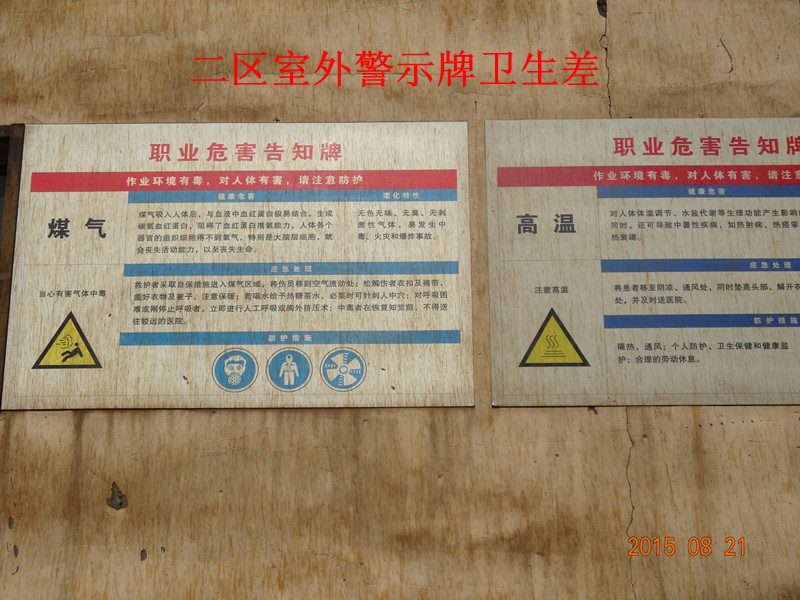 二区室外警示牌卫生差
职业危害告知牌
作业环境有毒，对人体有害，请注意防护
煤 气
当心有害气体中毒
健康危害
煤气吸入人体后，与血液中血红蛋白极易结合，生成
碳氧血红蛋白，阻得了血红蛋白携氧能力，人体各个
器官的组织细胞得不到氧气，特别是大脑层细胞，就
会丧失活动能力，以至丧失生命。
理化特性
无色无味、无臭、无刺
激性气体，易发生中
毒、火灾和爆炸事故。
应急处理
救护者采取自保措施进入煤气区域，将伤员移到空气流动处；松解伤者衣扣及裤带，
盖好衣物及被子，注意保暖；若喝水给予热糖茶水，必要时可针刺人中穴；对呼吸困
难或刚停止呼吸者，立即进行人工呼吸或胸外挤压术；中毒者在恢复知觉前，不得送
往较远的医院。
防护措施
职业危害告知牌
作业环境有毒，对人体有害，请注意
高 温
注意高温
健康危害
对人体体温调节、水盐代谢等生理功能产生影响
同时，还可导致中暑性疾病，如热射病，热痉挛
热衰竭。
应急处理
将患者移至阴凉，通风处，同时垫高头部、解开衣
处，并及时送医院。
防护措施
隔热、通风；个人防护、卫生保健和健康监
护；合理的劳动休息。
2015 08 21